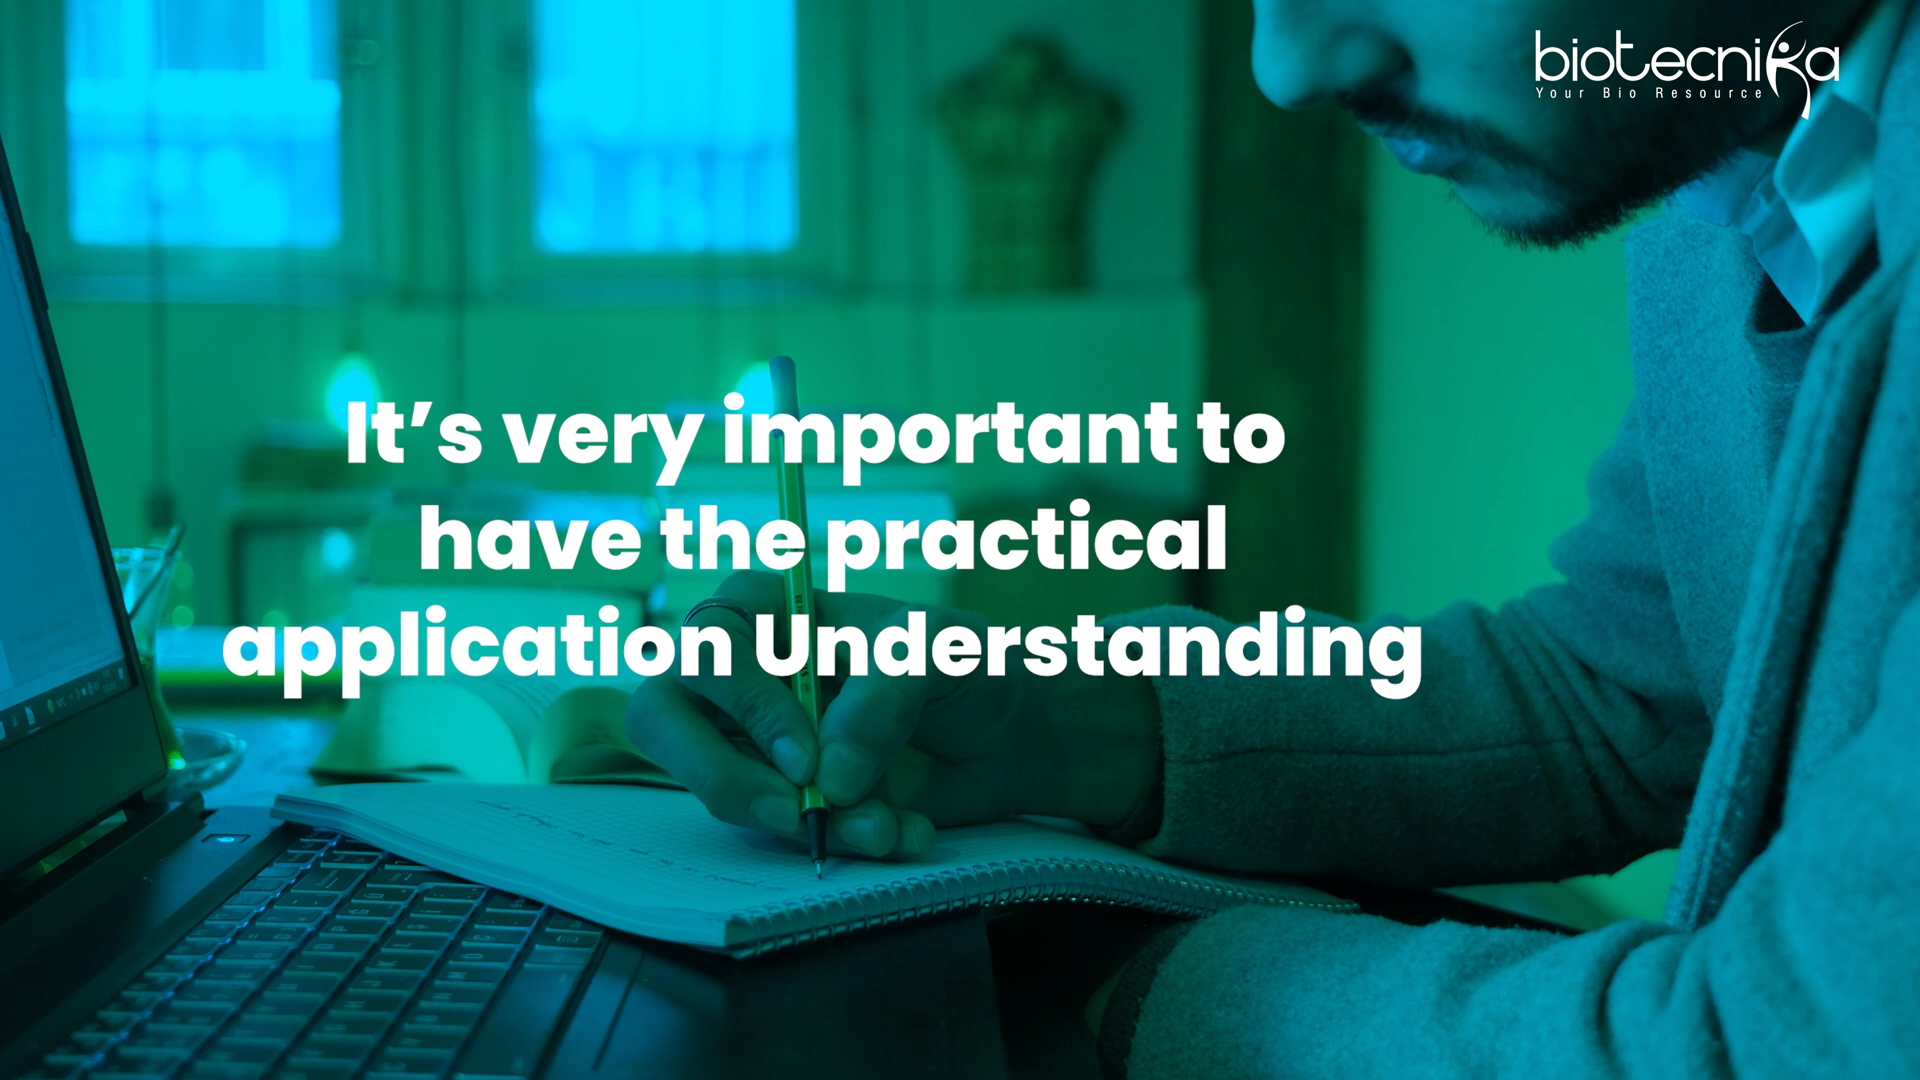 biotecnika
Your Bio Resource
It’s very important to
have the practical
application Understanding